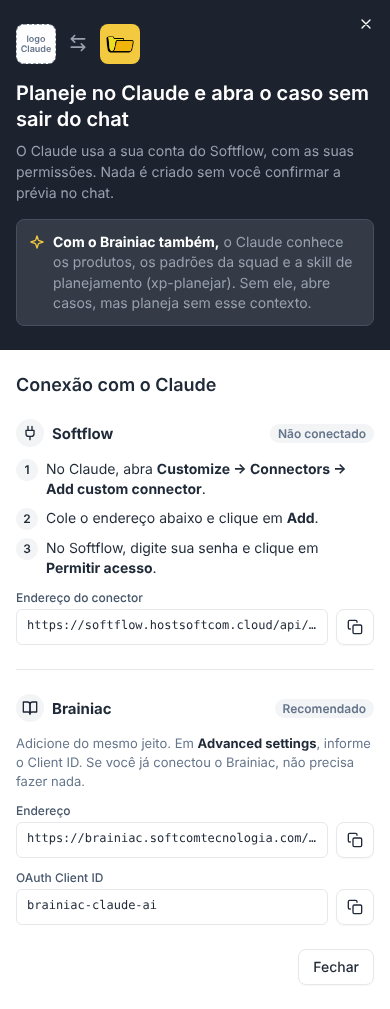 logo
Claude
Planeje no Claude e abra o caso sem
sair do chat
O Claude usa a sua conta do Softflow, com as suas
permissões. Nada é criado sem você confirmar a
prévia no chat.
Com o Brainiac também, o Claude conhece
os produtos, os padrões da squad e a skill de
planejamento (xp-planejar). Sem ele, abre
casos, mas planeja sem esse contexto.
Conexão com o Claude
Softflow
Não conectado
1 No Claude, abra Customize → Connectors →
Add custom connector.
2 Cole o endereço abaixo e clique em Add.
3 No Softflow, digite sua senha e clique em
Permitir acesso.
Endereço do conector
https://softflow.hostsoftcom.cloud/api/…
Brainiac
Recomendado
Adicione do mesmo jeito. Em Advanced settings, informe
o Client ID. Se você já conectou o Brainiac, não precisa
fazer nada.
Endereço
https://brainiac.softcomtecnologia.com/…
OAuth Client ID
brainiac-claude-ai
Fechar